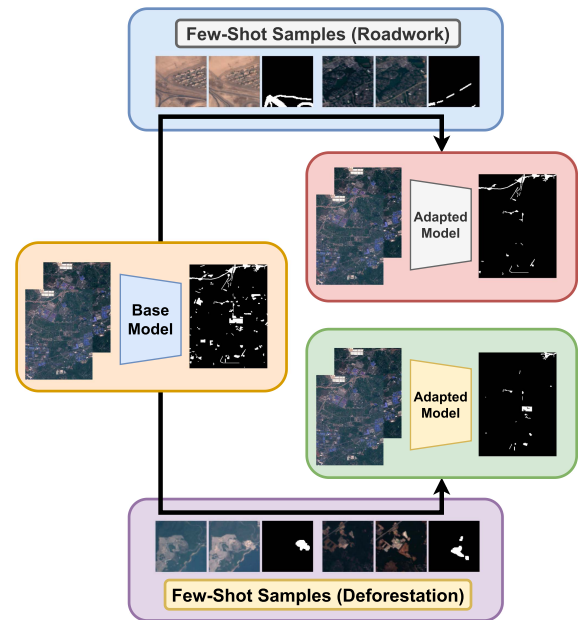 Few-Shot Samples (Roadwork)
Adapted
Model
Base
Model
Adapted
Model
Few-Shot Samples (Deforestation)